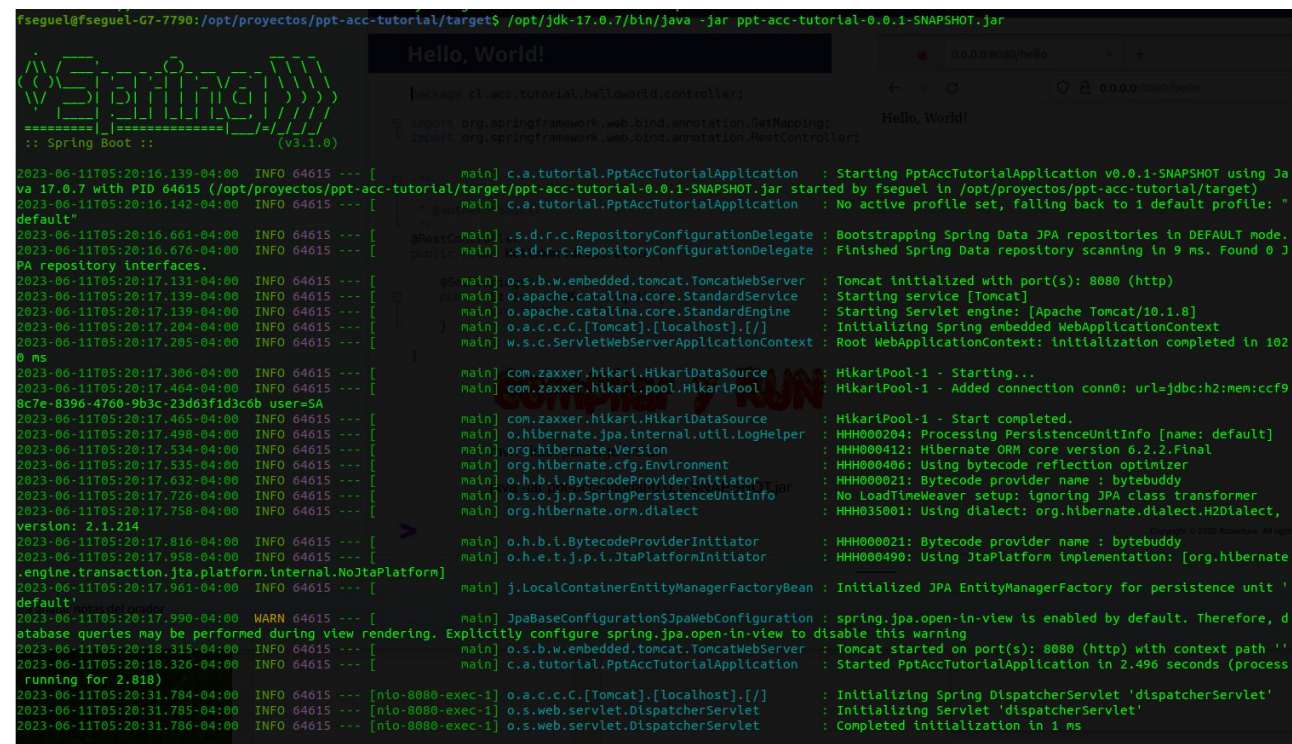 fseguel@fseguel-G7-7790:/opt/proyectos/ppt-acc-tutorial/target$ /opt/jdk-17.0.7/bin/java -jar ppt-acc-tutorial-0.0.1-SNAPSHOT.jar
Hello, World!
0.0.0.0:8080/hello
0.0.0.0:8080/hello
package cl.acc.tutorial.helloworld.controller;
Hello, World!
import org.springframework.web.bind.annotation.GetMapping;
import org.springframework.web.bind.annotation.RestController;
:: Spring Boot :: (v3.1.0)
2023-06-11T05:20:16.139-04:00 INFO 64615 --- [ main] c.a.tutorial.PptAccTutorialApplication : Starting PptAccTutorialApplication v0.0.1-SNAPSHOT using Ja
va 17.0.7 with PID 64615 (/opt/proyectos/ppt-acc-tutorial/target/ppt-acc-tutorial-0.0.1-SNAPSHOT.jar started by fseguel in /opt/proyectos/ppt-acc-tutorial/target)
2023-06-11T05:20:16.142-04:00 INFO 64615 --- [ main] c.a.tutorial.PptAccTutorialApplication : No active profile set, falling back to 1 default profile: "
default"
2023-06-11T05:20:16.661-04:00 INFO 64615 --- [ main] .s.d.r.c.RepositoryConfigurationDelegate : Bootstrapping Spring Data JPA repositories in DEFAULT mode.
2023-06-11T05:20:16.676-04:00 INFO 64615 --- [ main] .s.d.r.c.RepositoryConfigurationDelegate : Finished Spring Data repository scanning in 9 ms. Found 0 J
PA repository interfaces.
2023-06-11T05:20:17.131-04:00 INFO 64615 --- [ main] o.s.b.w.embedded.tomcat.TomcatWebServer : Tomcat initialized with port(s): 8080 (http)
2023-06-11T05:20:17.139-04:00 INFO 64615 --- [ main] o.apache.catalina.core.StandardService : Starting service [Tomcat]
2023-06-11T05:20:17.139-04:00 INFO 64615 --- [ main] o.apache.catalina.core.StandardEngine : Starting Servlet engine: [Apache Tomcat/10.1.8]
2023-06-11T05:20:17.204-04:00 INFO 64615 --- [ main] o.a.c.c.C.[Tomcat].[localhost].[/] : Initializing Spring embedded WebApplicationContext
2023-06-11T05:20:17.205-04:00 INFO 64615 --- [ main] w.s.c.ServletWebServerApplicationContext : Root WebApplicationContext: initialization completed in 102
0 ms
2023-06-11T05:20:17.306-04:00 INFO 64615 --- [ main] com.zaxxer.hikari.HikariDataSource : HikariPool-1 - Starting...
2023-06-11T05:20:17.464-04:00 INFO 64615 --- [ main] com.zaxxer.hikari.pool.HikariPool : HikariPool-1 - Added connection conn0: url=jdbc:h2:mem:ccf9
8c7e-8396-4760-9b3c-23d63f1d3c6b user=SA
2023-06-11T05:20:17.465-04:00 INFO 64615 --- [ main] com.zaxxer.hikari.HikariDataSource : HikariPool-1 - Start completed.
2023-06-11T05:20:17.498-04:00 INFO 64615 --- [ main] o.hibernate.jpa.internal.util.LogHelper : HHH000204: Processing PersistenceUnitInfo [name: default]
2023-06-11T05:20:17.534-04:00 INFO 64615 --- [ main] org.hibernate.Version : HHH000412: Hibernate ORM core version 6.2.2.Final
2023-06-11T05:20:17.535-04:00 INFO 64615 --- [ main] org.hibernate.cfg.Environment : HHH000406: Using bytecode reflection optimizer
2023-06-11T05:20:17.632-04:00 INFO 64615 --- [ main] o.h.b.i.BytecodeProviderInitiator : HHH000021: Bytecode provider name : bytebuddy
2023-06-11T05:20:17.726-04:00 INFO 64615 --- [ main] o.s.o.j.p.SpringPersistenceUnitInfo : No LoadTimeWeaver setup: ignoring JPA class transformer
2023-06-11T05:20:17.758-04:00 INFO 64615 --- [ main] org.hibernate.orm.dialect : HHH035001: Using dialect: org.hibernate.dialect.H2Dialect,
version: 2.1.214
2023-06-11T05:20:17.816-04:00 INFO 64615 --- [ main] o.h.b.i.BytecodeProviderInitiator : HHH000021: Bytecode provider name : bytebuddy
2023-06-11T05:20:17.958-04:00 INFO 64615 --- [ main] o.h.e.t.j.p.i.JtaPlatformInitiator : HHH000490: Using JtaPlatform implementation: [org.hibernate
.engine.transaction.jta.platform.internal.NoJtaPlatform]
2023-06-11T05:20:17.961-04:00 INFO 64615 --- [ main] j.LocalContainerEntityManagerFactoryBean : Initialized JPA EntityManagerFactory for persistence unit '
default'
2023-06-11T05:20:17.990-04:00 WARN 64615 --- [ main] JpaBaseConfiguration$JpaWebConfiguration : spring.jpa.open-in-view is enabled by default. Therefore, d
atabase queries may be performed during view rendering. Explicitly configure spring.jpa.open-in-view to disable this warning
2023-06-11T05:20:18.315-04:00 INFO 64615 --- [ main] o.s.b.w.embedded.tomcat.TomcatWebServer : Tomcat started on port(s): 8080 (http) with context path ''
2023-06-11T05:20:18.326-04:00 INFO 64615 --- [ main] c.a.tutorial.PptAccTutorialApplication : Started PptAccTutorialApplication in 2.496 seconds (process
running for 2.818)
2023-06-11T05:20:31.784-04:00 INFO 64615 --- [nio-8080-exec-1] o.a.c.c.C.[Tomcat].[localhost].[/] : Initializing Spring DispatcherServlet 'dispatcherServlet'
2023-06-11T05:20:31.785-04:00 INFO 64615 --- [nio-8080-exec-1] o.s.web.servlet.DispatcherServlet : Initializing Servlet 'dispatcherServlet'
2023-06-11T05:20:31.786-04:00 INFO 64615 --- [nio-8080-exec-1] o.s.web.servlet.DispatcherServlet : Completed initialization in 1 ms